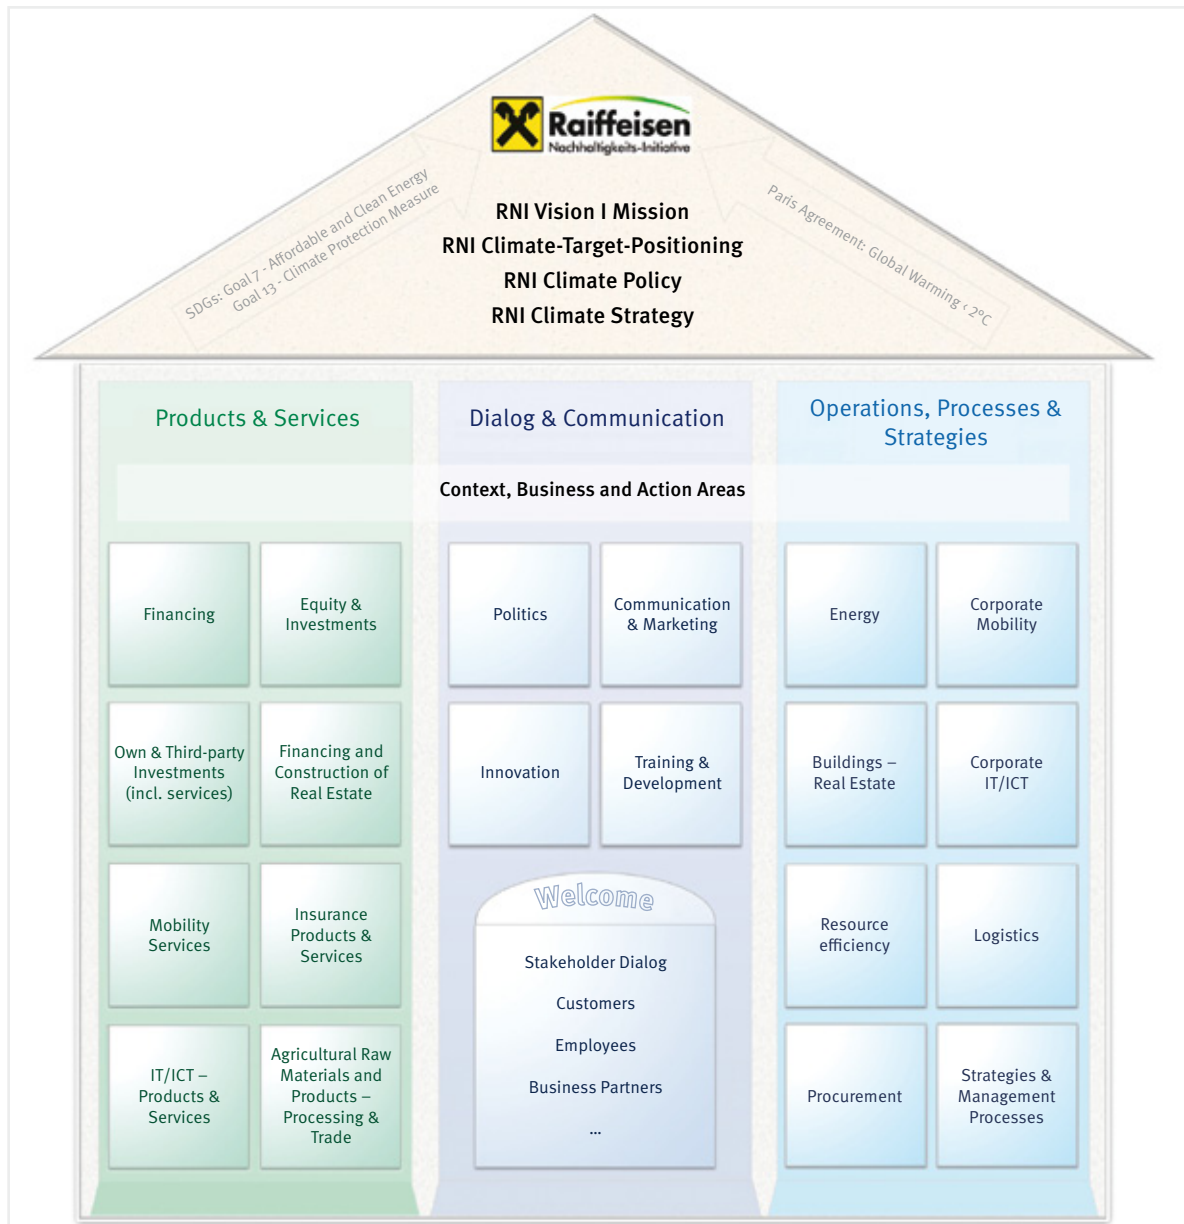 Raiffeisen
Nachhaltigkeits-Initiative
SDGs: Goal 7 - Affordable and Clean Energy
Goal 13 - Climate Protection Measure
Paris Agreement: Global Warming < 2°C
RNI Vision I Mission
RNI Climate-Target-Positioning
RNI Climate Policy
RNI Climate Strategy
Products & Services
Dialog & Communication
Operations, Processes &
Strategies
Context, Business and Action Areas
Financing
Equity &
Investments
Own & Third-party
Investments
(incl. services)
Financing and
Construction of
Real Estate
Mobility
Services
Insurance
Products &
Services
IT/ICT –
Products &
Services
Agricultural Raw
Materials and
Products –
Processing &
Trade
Politics
Communication
& Marketing
Innovation
Training &
Development
Welcome
Stakeholder Dialog
Customers
Employees
Business Partners
...
Energy
Corporate
Mobility
Buildings –
Real Estate
Corporate
IT/ICT
Resource
efficiency
Logistics
Procurement
Strategies &
Management
Processes